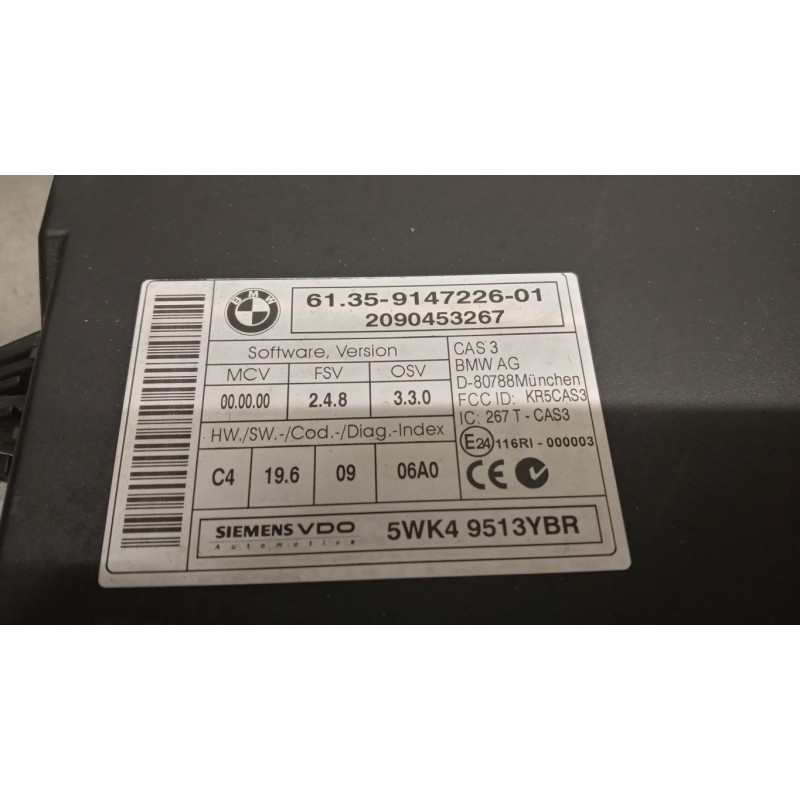 BMW
61.35-9147226-01
2090453267
Software, Version
MCV FSV OSV
00.00.00 2.4.8 3.3.0
HW./SW.-/Cod.-/Diag.-Index
C4 19.6 09 06A0
CAS 3
BMW AG
D-80788München
FCC ID: KR5CAS3
IC: 267 T - CAS3
E24 116RI - 000003
CE
SIEMENS VDO
Automotive
5WK4 9513YBR